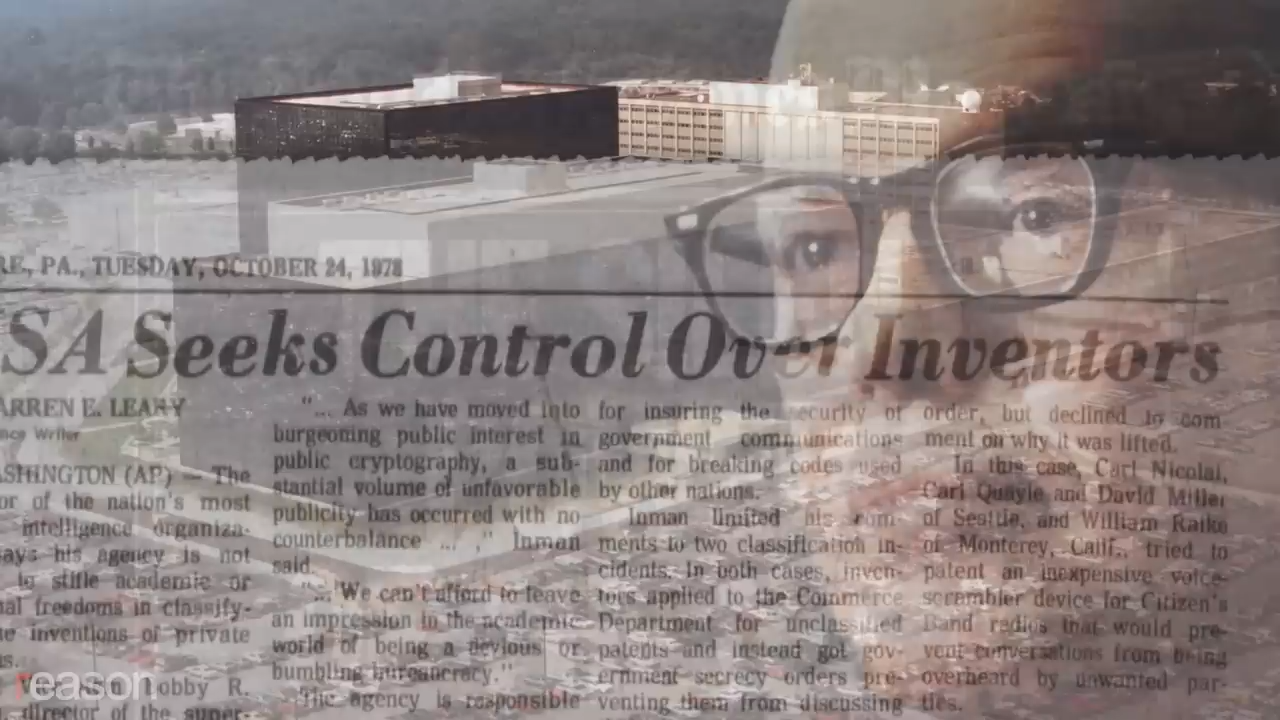 RE, PA., TUESDAY, OCTOBER 24, 1978
SA Seeks Control Over Inventors
ARREN E. LEARY
nce Writer
ASHINGTON (AP) — The
or of the nation's most
intelligence organiza-
says his agency is not
to stifle academic or
nal freedoms in classify-
e inventions of private
s.
Lobby R.
director of the super-
"... As we have moved into
burgeoning public interest in
public cryptography, a sub-
stantial volume of unfavorable
publicity has occurred with no
counterbalance ... ," Inman
said.
"... We can't afford to leave
an impression in the academic
world of being a devious or
bumbling bureaucracy."
The agency is responsible
for insuring the security of
government communications
and for breaking codes used
by other nations.
Inman limited his com-
ments to two classification in-
cidents. In both cases, inven-
tors applied to the Commerce
Department for unclassified
patents and instead got gov-
ernment secrecy orders pre-
venting them from discussing
order, but declined to com
ment on why it was lifted.
In this case, Carl Nicolai,
Carl Quayle and David Miller
of Seattle, and William Raike
of Monterey, Calif., tried to
patent an inexpensive voice-
scrambler device for Citizen's
Band radios that would pre-
vent conversations from being
overheard by unwanted par-
ties.
reason